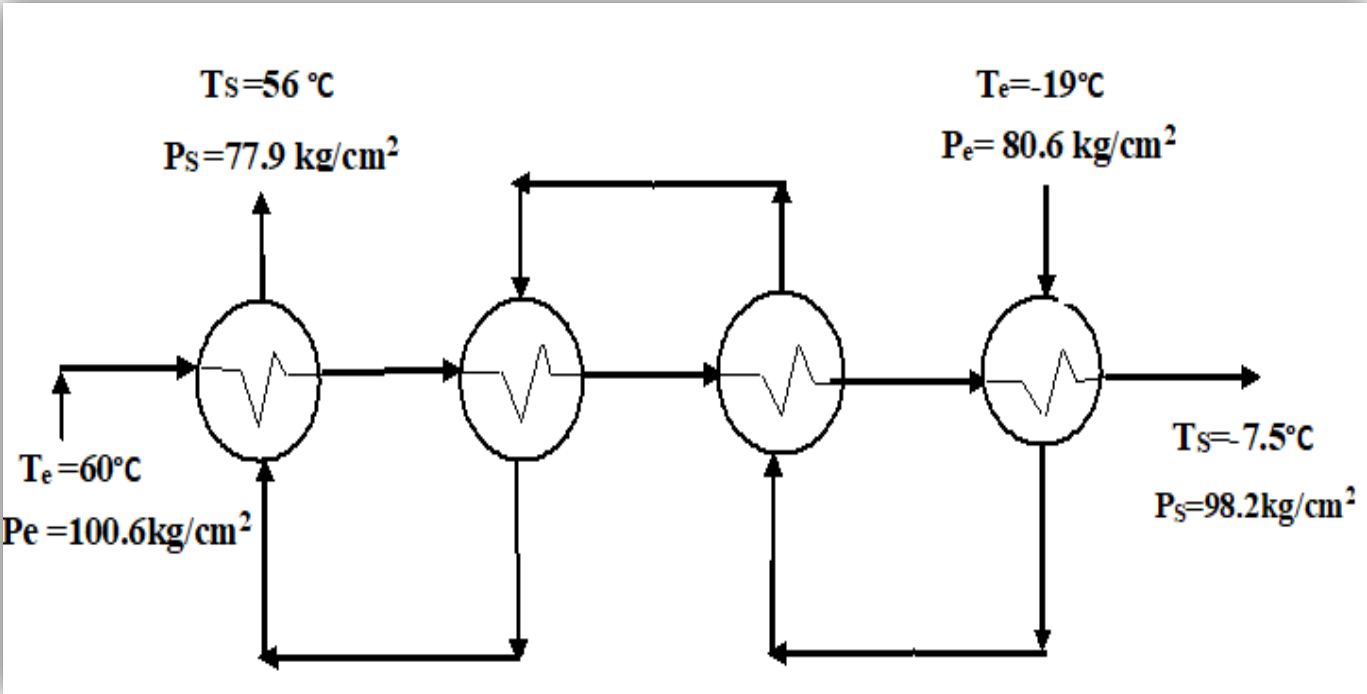 Ts=56 °C
Ps=77.9 kg/cm²
Te=-19°C
Pe= 80.6 kg/cm²
Te=60°C
Pe =100.6kg/cm²
Ts=-7.5°C
Ps=98.2kg/cm²